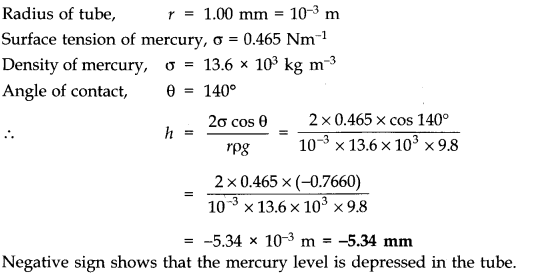 Radius of tube, r = 1.00 mm = 10⁻³ m
Surface tension of mercury, σ = 0.465 Nm⁻¹
Density of mercury, σ = 13.6 × 10³ kg m⁻³
Angle of contact, θ = 140°
∴ h = 2σ cos θ / rρg = 2 × 0.465 × cos 140° / 10⁻³ × 13.6 × 10³ × 9.8
= 2 × 0.465 × (−0.7660) / 10⁻³ × 13.6 × 10³ × 9.8
= −5.34 × 10⁻³ m = −5.34 mm
Negative sign shows that the mercury level is depressed in the tube.